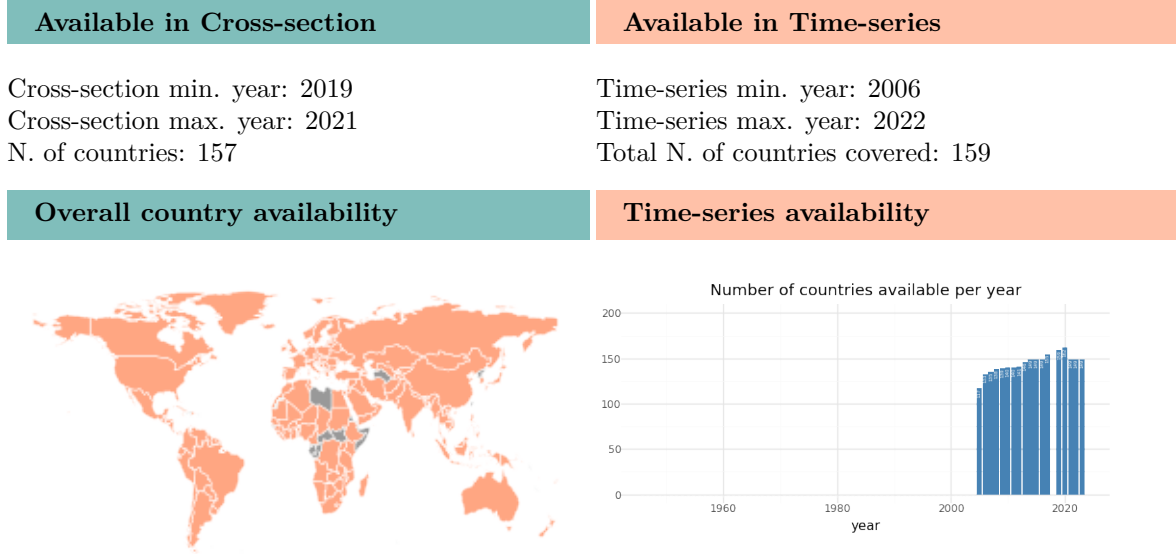 Available in Cross-section
Available in Time-series
Cross-section min. year: 2019
Cross-section max. year: 2021
N. of countries: 157
Time-series min. year: 2006
Time-series max. year: 2022
Total N. of countries covered: 159
Overall country availability
Time-series availability
Number of countries available per year
200
150
100
50
0
1960 1980 2000 2020
year